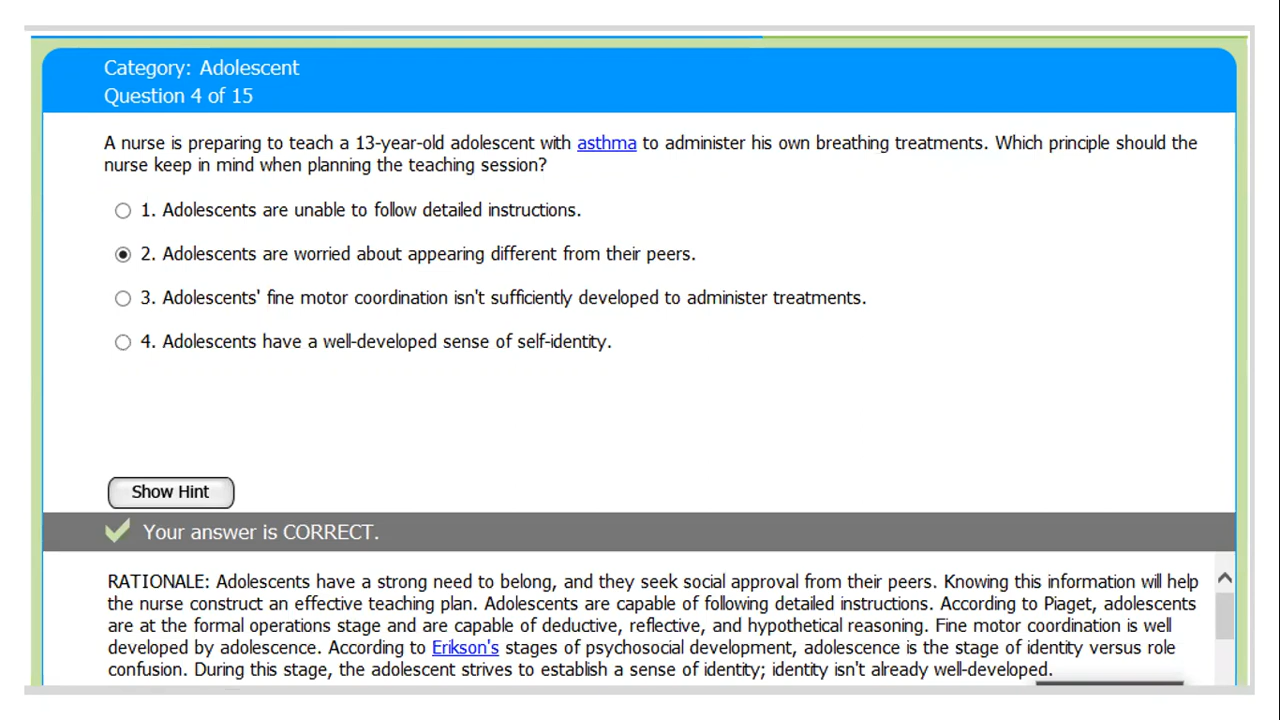 Category: Adolescent
Question 4 of 15
A nurse is preparing to teach a 13-year-old adolescent with asthma to administer his own breathing treatments. Which principle should the
nurse keep in mind when planning the teaching session?
1. Adolescents are unable to follow detailed instructions.
2. Adolescents are worried about appearing different from their peers.
3. Adolescents' fine motor coordination isn't sufficiently developed to administer treatments.
4. Adolescents have a well-developed sense of self-identity.
Show Hint
Your answer is CORRECT.
RATIONALE: Adolescents have a strong need to belong, and they seek social approval from their peers. Knowing this information will help
the nurse construct an effective teaching plan. Adolescents are capable of following detailed instructions. According to Piaget, adolescents
are at the formal operations stage and are capable of deductive, reflective, and hypothetical reasoning. Fine motor coordination is well
developed by adolescence. According to Erikson's stages of psychosocial development, adolescence is the stage of identity versus role
confusion. During this stage, the adolescent strives to establish a sense of identity; identity isn't already well-developed.